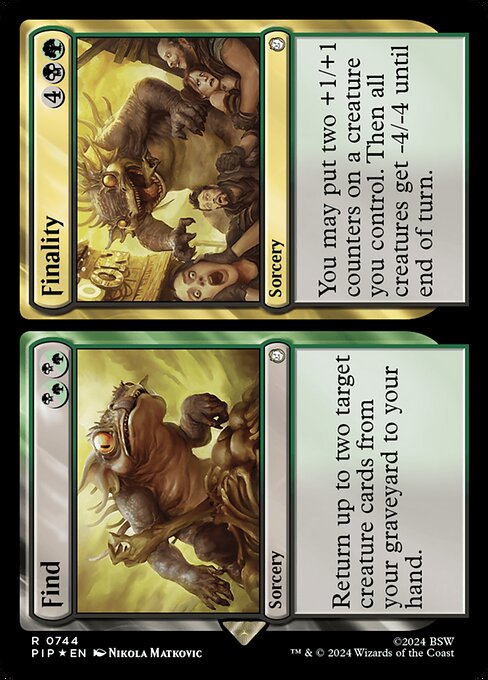 Find
Sorcery
Return up to two target
creature cards from
your graveyard to your
hand.
Finality
4
Sorcery
You may put two +1/+1
counters on a creature
you control. Then all
creatures get -4/-4 until
end of turn.
R 0744
PIP★EN Nikola Matkovic
©2024 BSW
™ & © 2024 Wizards of the Coast